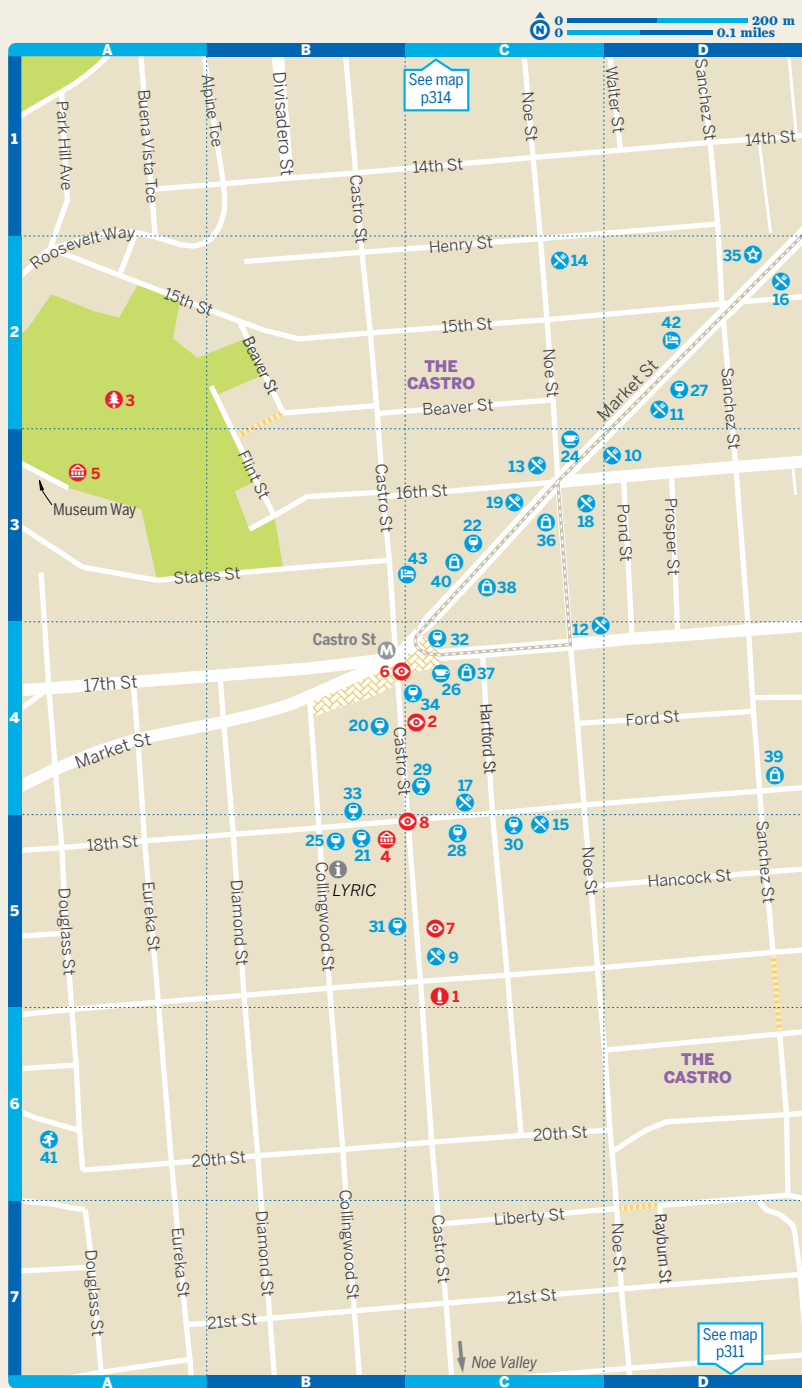 N
0 200 m
0 0.1 miles
A B C D
See map
p314
1
Park Hill Ave
Buena Vista Tce
Alpine Tce
Divisadero St
Castro St
Noe St
Walter St
Sanchez St
14th St
14th St
Roosevelt Way
Henry St
14
35
16
2
15th St
15th St
42
Beaver St
THE
CASTRO
Noe St
Market St
27
11
Sanchez St
3
Beaver St
24
10
13
5
Museum Way
Flint St
Castro St
16th St
19
18
36
3
22
Pond St
Prosper St
43
40
38
States St
12
Castro St
M
32
6
26
37
17th St
34
4
20
2
Hartford St
Ford St
Market St
Castro St
29
39
33
17
8
18th St
25
21
4
28
30
15
Noe St
Sanchez St
i
LYRIC
Hancock St
Douglass St
Eureka St
Diamond St
Collingwood St
5
31
7
9
1
THE
CASTRO
6
41
20th St
20th St
Liberty St
Collingwood St
Castro St
Noe St
Rayburn St
Douglass St
Eureka St
Diamond St
7
21st St
21st St
See map
p311
Noe Valley
A B C D